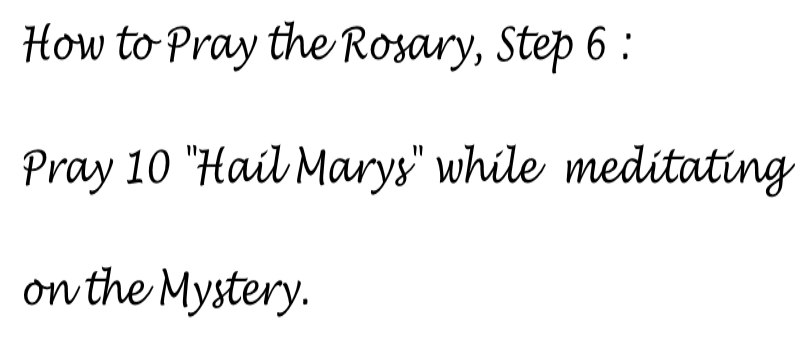 How to Pray the Rosary, Step 6 :
Pray 10 "Hail Marys" while meditating
on the Mystery.